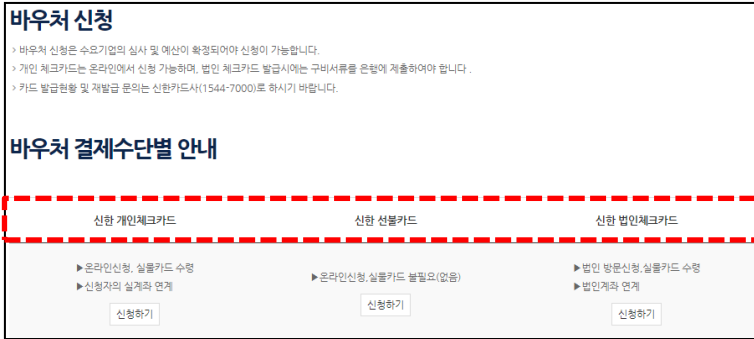 바우처 신청
> 바우처 신청은 수요기업의 심사 및 예산이 확정되어야 신청이 가능합니다.
> 개인 체크카드는 온라인에서 신청 가능하며, 법인 체크카드 발급시에는 구비서류를 은행에 제출하여야 합니다 .
> 카드 발급현황 및 재발급 문의는 신한카드사(1544-7000)로 하시기 바랍니다.
바우처 결제수단별 안내
신한 개인체크카드 신한 선불카드 신한 법인체크카드
▶온라인신청, 실물카드 수령 ▶온라인신청,실물카드 불필요(없음) ▶법인 방문신청,실물카드 수령
▶신청자의 실계좌 연계 ▶법인계좌 연계
신청하기 신청하기 신청하기